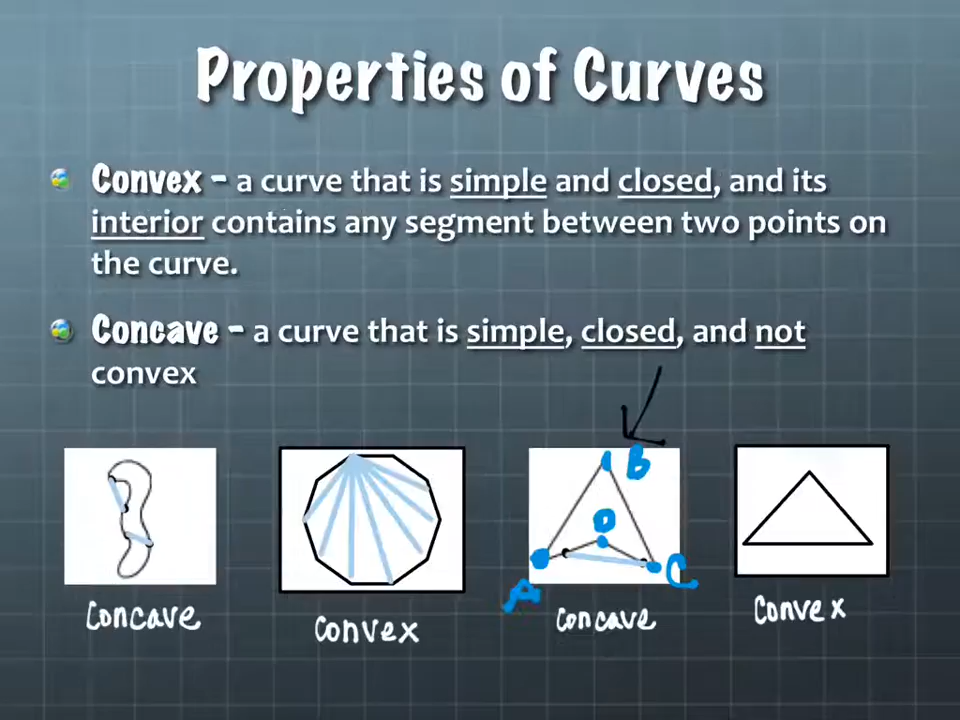 Properties of Curves
Convex - a curve that is simple and closed, and its
interior contains any segment between two points on
the curve.
Concave - a curve that is simple, closed, and not
convex
B
D
A
C
Concave
Convex
Concave
Convex